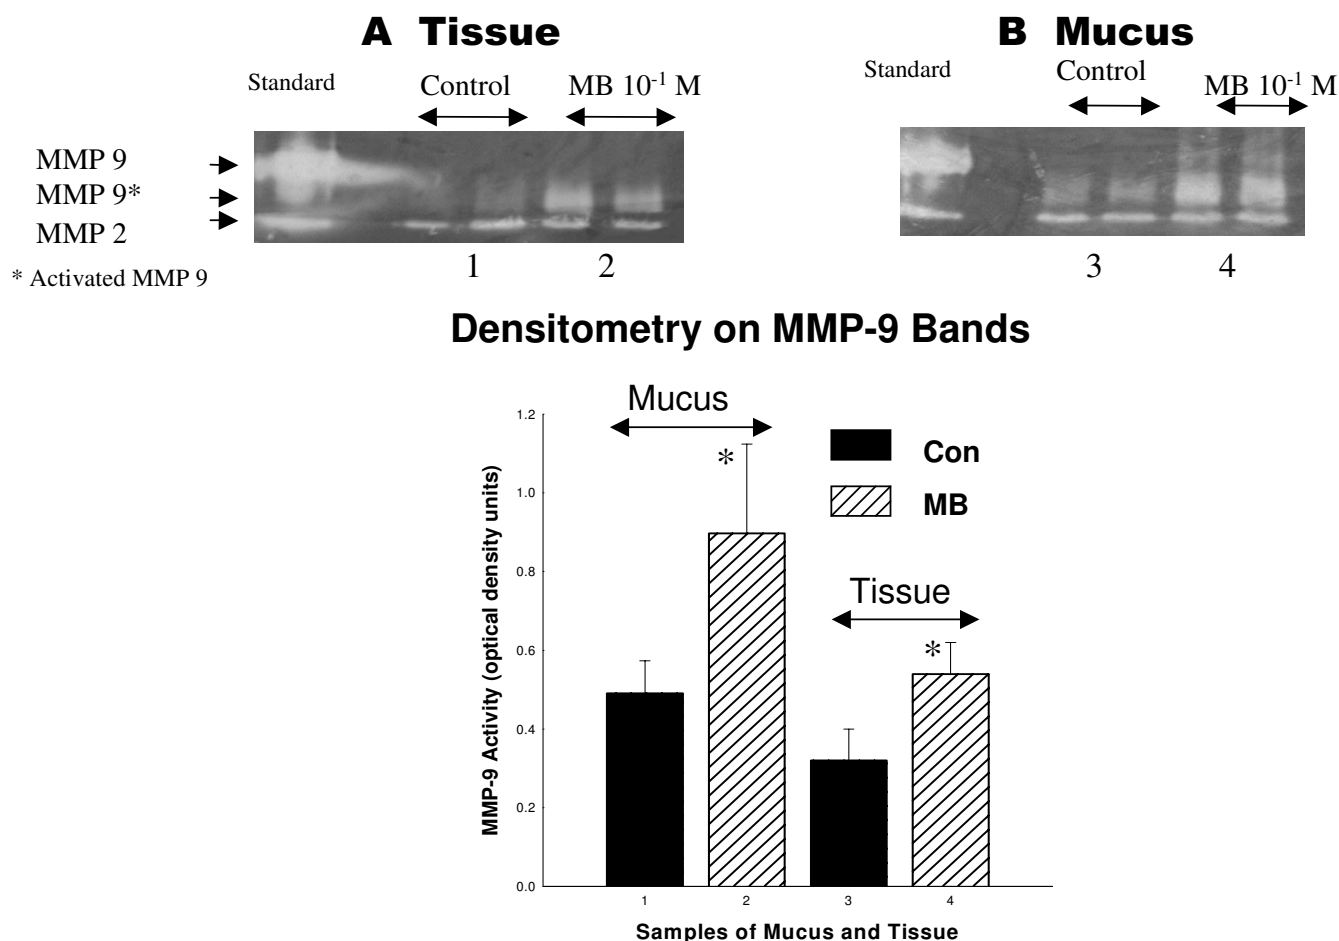 A Tissue
B Mucus
Standard
Control
MB 10⁻¹ M
Standard
Control
MB 10⁻¹ M
MMP 9
MMP 9*
MMP 2
* Activated MMP 9
1
2
3
4
Densitometry on MMP-9 Bands
Mucus
Con
MB
Tissue
*
*
MMP-9 Activity (optical density units)
1.2
1.0
0.8
0.6
0.4
0.2
0.0
1 2 3 4
Samples of Mucus and Tissue